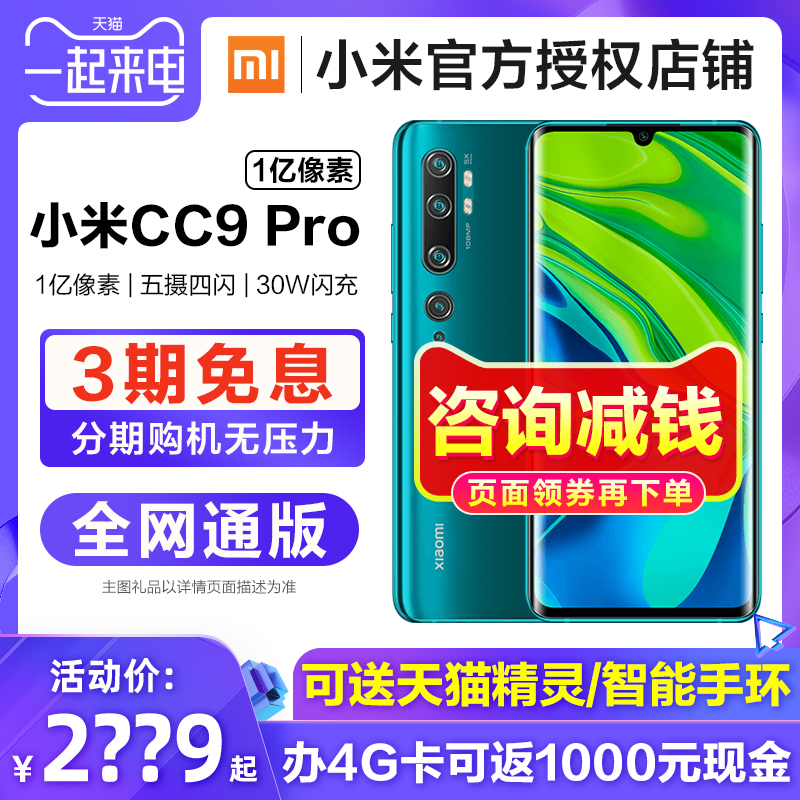 天猫
一起来电
小米官方授权店铺
1亿像素
小米CC9 Pro
1亿像素 | 五摄四闪 | 30W闪充
3期免息
分期购机无压力
全网通版
主图礼品以详情页面描述为准
5X
108MP
xiaomi
咨询减钱
页面领券再下单
活动价:
¥2??9起
可送天猫精灵/智能手环
办4G卡可返1000元现金